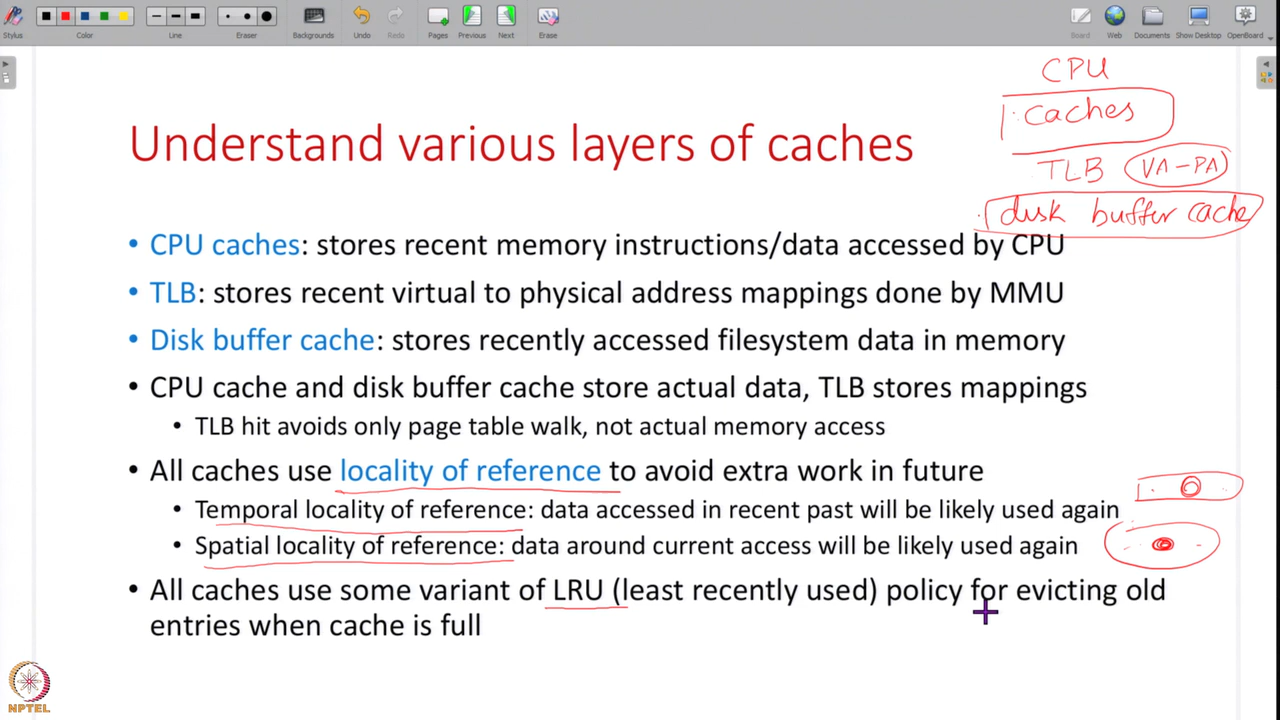 Stylus
Color
Line
Eraser
Backgrounds
Undo
Redo
Pages
Previous
Next
Erase
Board
Web
Documents
Show Desktop
OpenBoard
CPU
caches
TLB VA-PA
disk buffer cache
Understand various layers of caches
• CPU caches: stores recent memory instructions/data accessed by CPU
• TLB: stores recent virtual to physical address mappings done by MMU
• Disk buffer cache: stores recently accessed filesystem data in memory
• CPU cache and disk buffer cache store actual data, TLB stores mappings
• TLB hit avoids only page table walk, not actual memory access
• All caches use locality of reference to avoid extra work in future
• Temporal locality of reference: data accessed in recent past will be likely used again
• Spatial locality of reference: data around current access will be likely used again
• All caches use some variant of LRU (least recently used) policy for evicting old
entries when cache is full
NPTEL